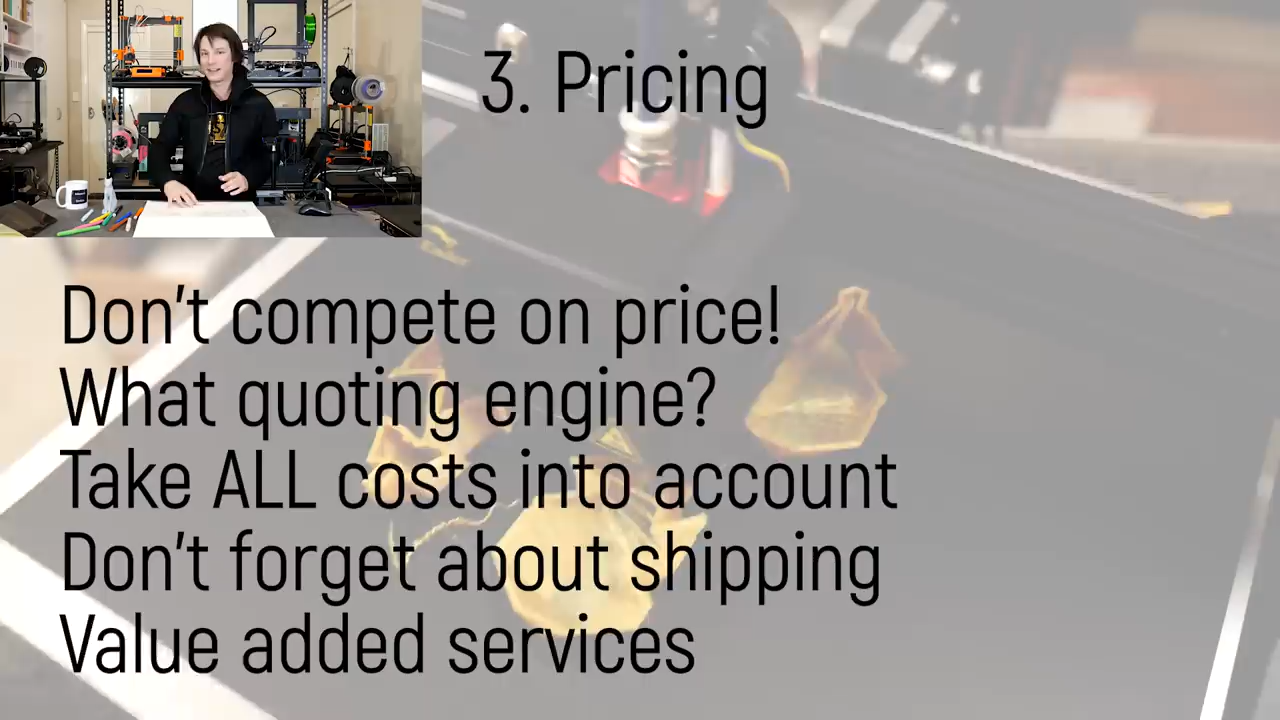 3. Pricing
Don't compete on price!
What quoting engine?
Take ALL costs into account
Don't forget about shipping
Value added services